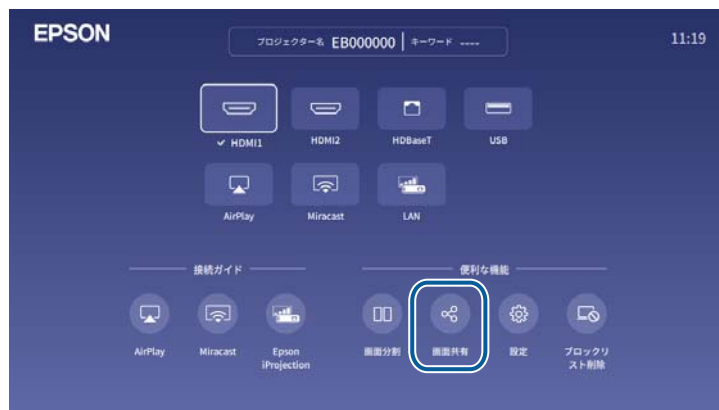 EPSON
プロジェクター名 EB000000 | キーワード ----
11:19
HDMI1
HDMI2
HDBaseT
USB
AirPlay
Miracast
LAN
接続ガイド
便利な機能
AirPlay
Miracast
Epson
iProjection
画面分割
画面共有
設定
ブロックリ
スト削除